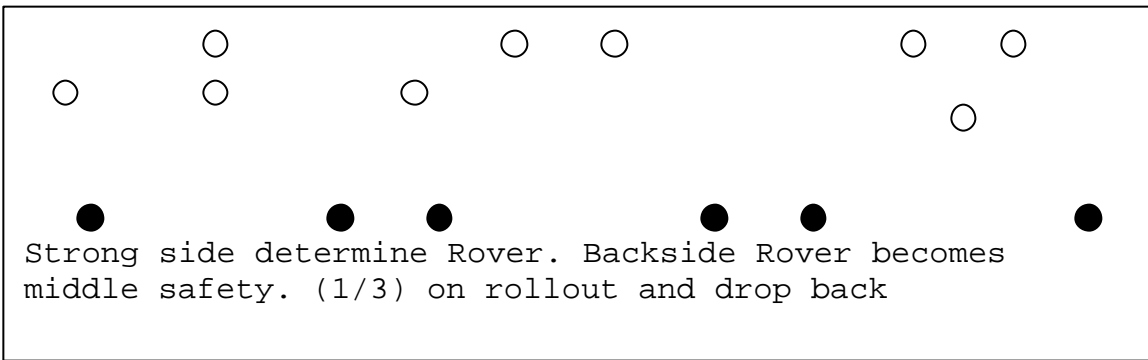 Strong side determine Rover. Backside Rover becomes
middle safety. (1/3) on rollout and drop back